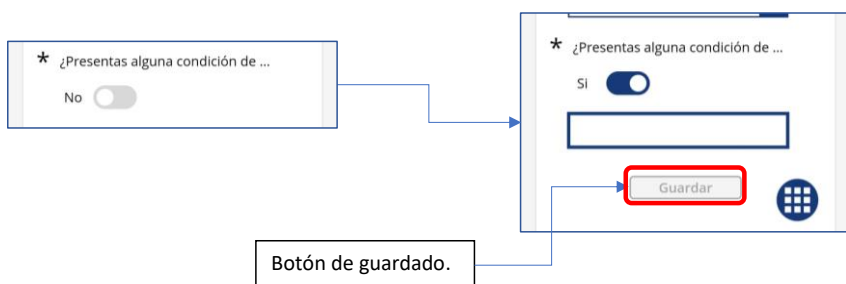 * ¿Presentas alguna condición de ...
No
* ¿Presentas alguna condición de ...
Si
Guardar
Botón de guardado.